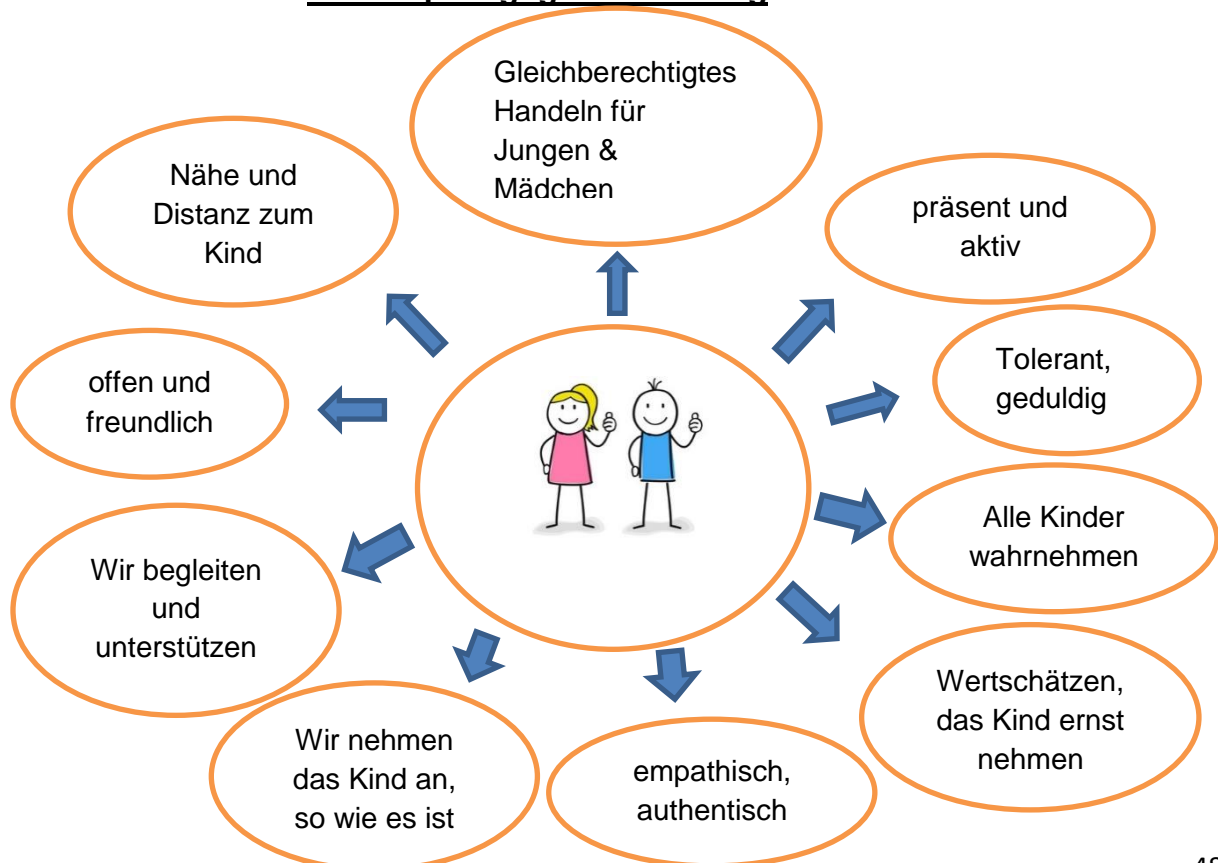 Gleichberechtigtes
Handeln für
Jungen &
Mädchen
Nähe und
Distanz zum
Kind
präsent und
aktiv
offen und
freundlich
Tolerant,
geduldig
Alle Kinder
wahrnehmen
Wir begleiten
und
unterstützen
Wertschätzen,
das Kind ernst
nehmen
Wir nehmen
das Kind an,
so wie es ist
empathisch,
authentisch